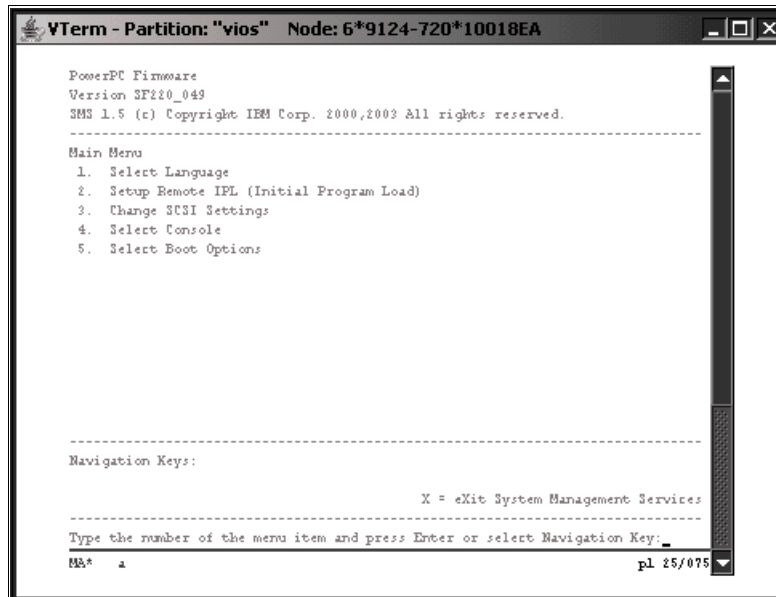 VTerm - Partition: "vios" Node: 6*9124-720*10018EA
PowerPC Firmware
Version SF220_049
SMS 1.5 (c) Copyright IBM Corp. 2000,2003 All rights reserved.
-------------------------------------------------------------------------------
Main Menu
1. Select Language
2. Setup Remote IPL (Initial Program Load)
3. Change SCSI Settings
4. Select Console
5. Select Boot Options
-------------------------------------------------------------------------------
Navigation Keys:
X = eXit System Management Services
-------------------------------------------------------------------------------
Type the number of the menu item and press Enter or select Navigation Key:_
MA* a pl 25/075